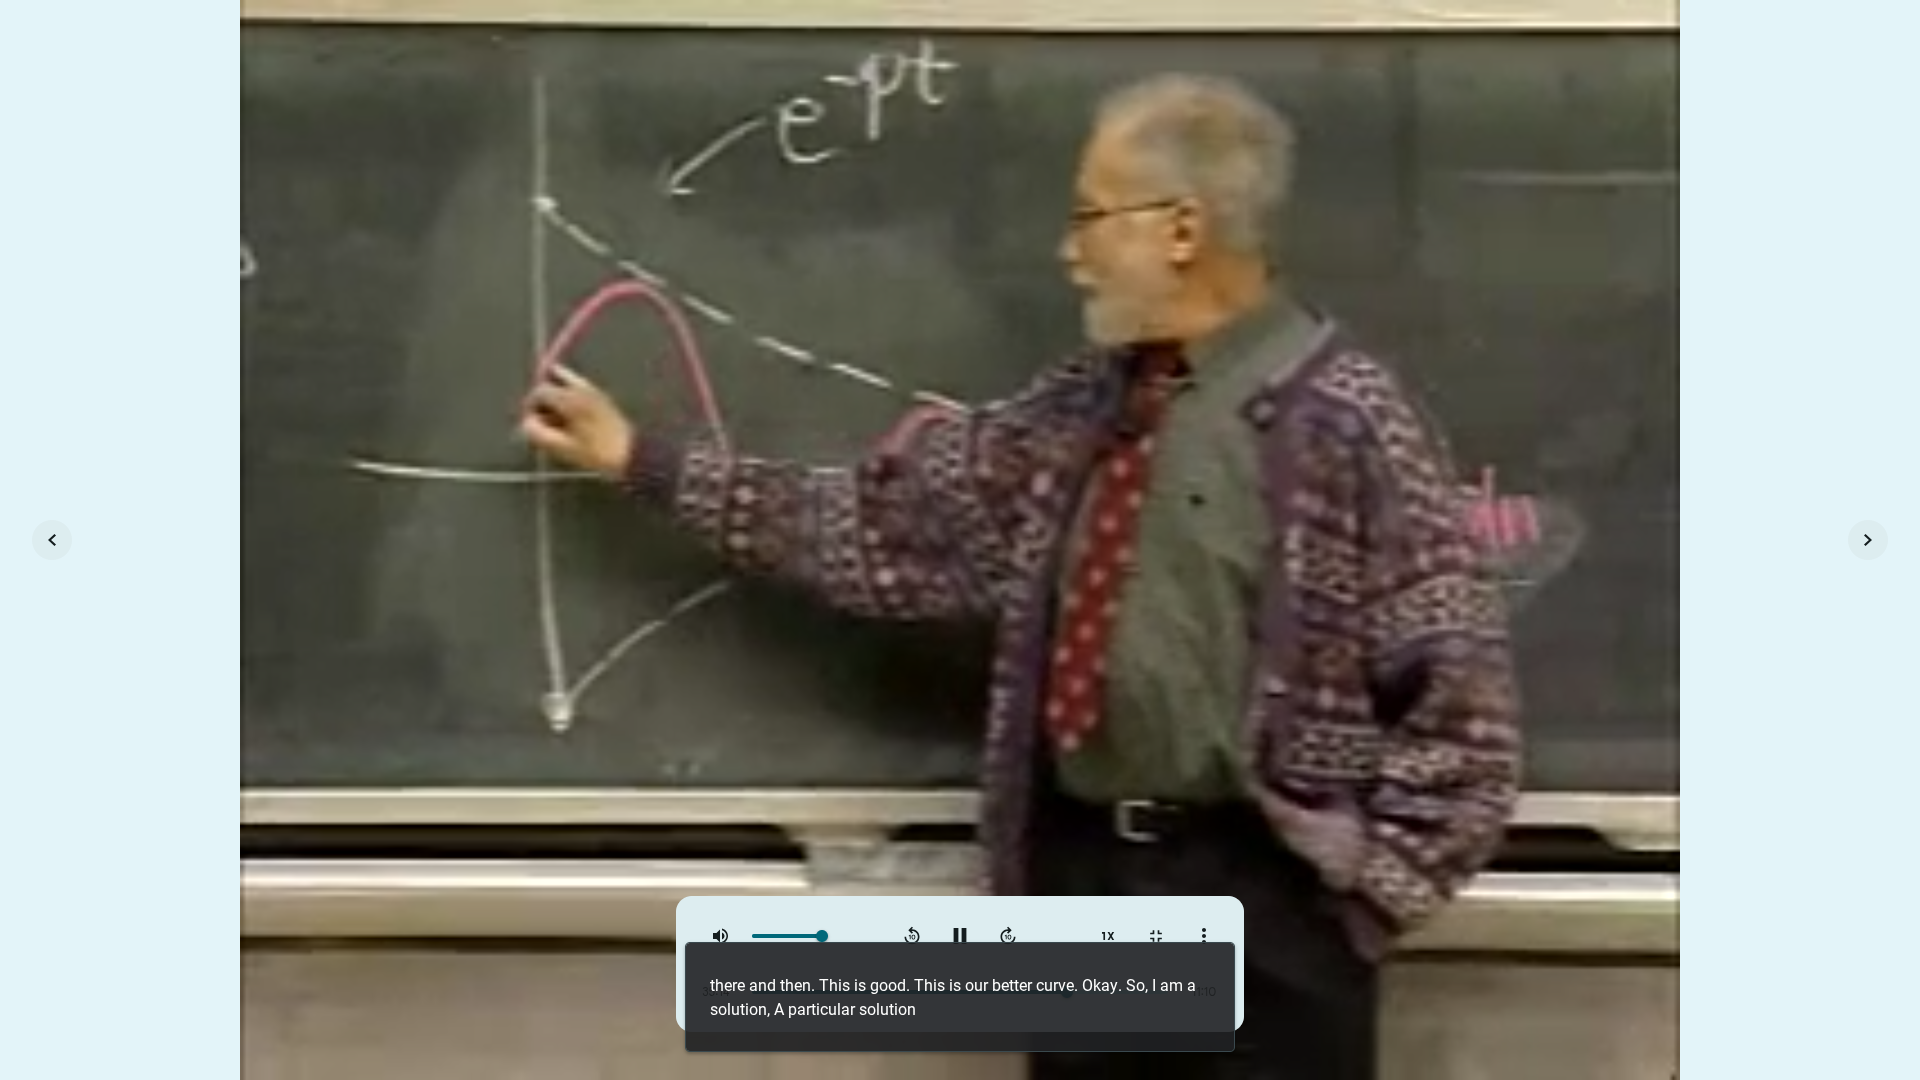 e^-pt
1X
there and then. This is good. This is our better curve. Okay. So, I am a
solution, A particular solution